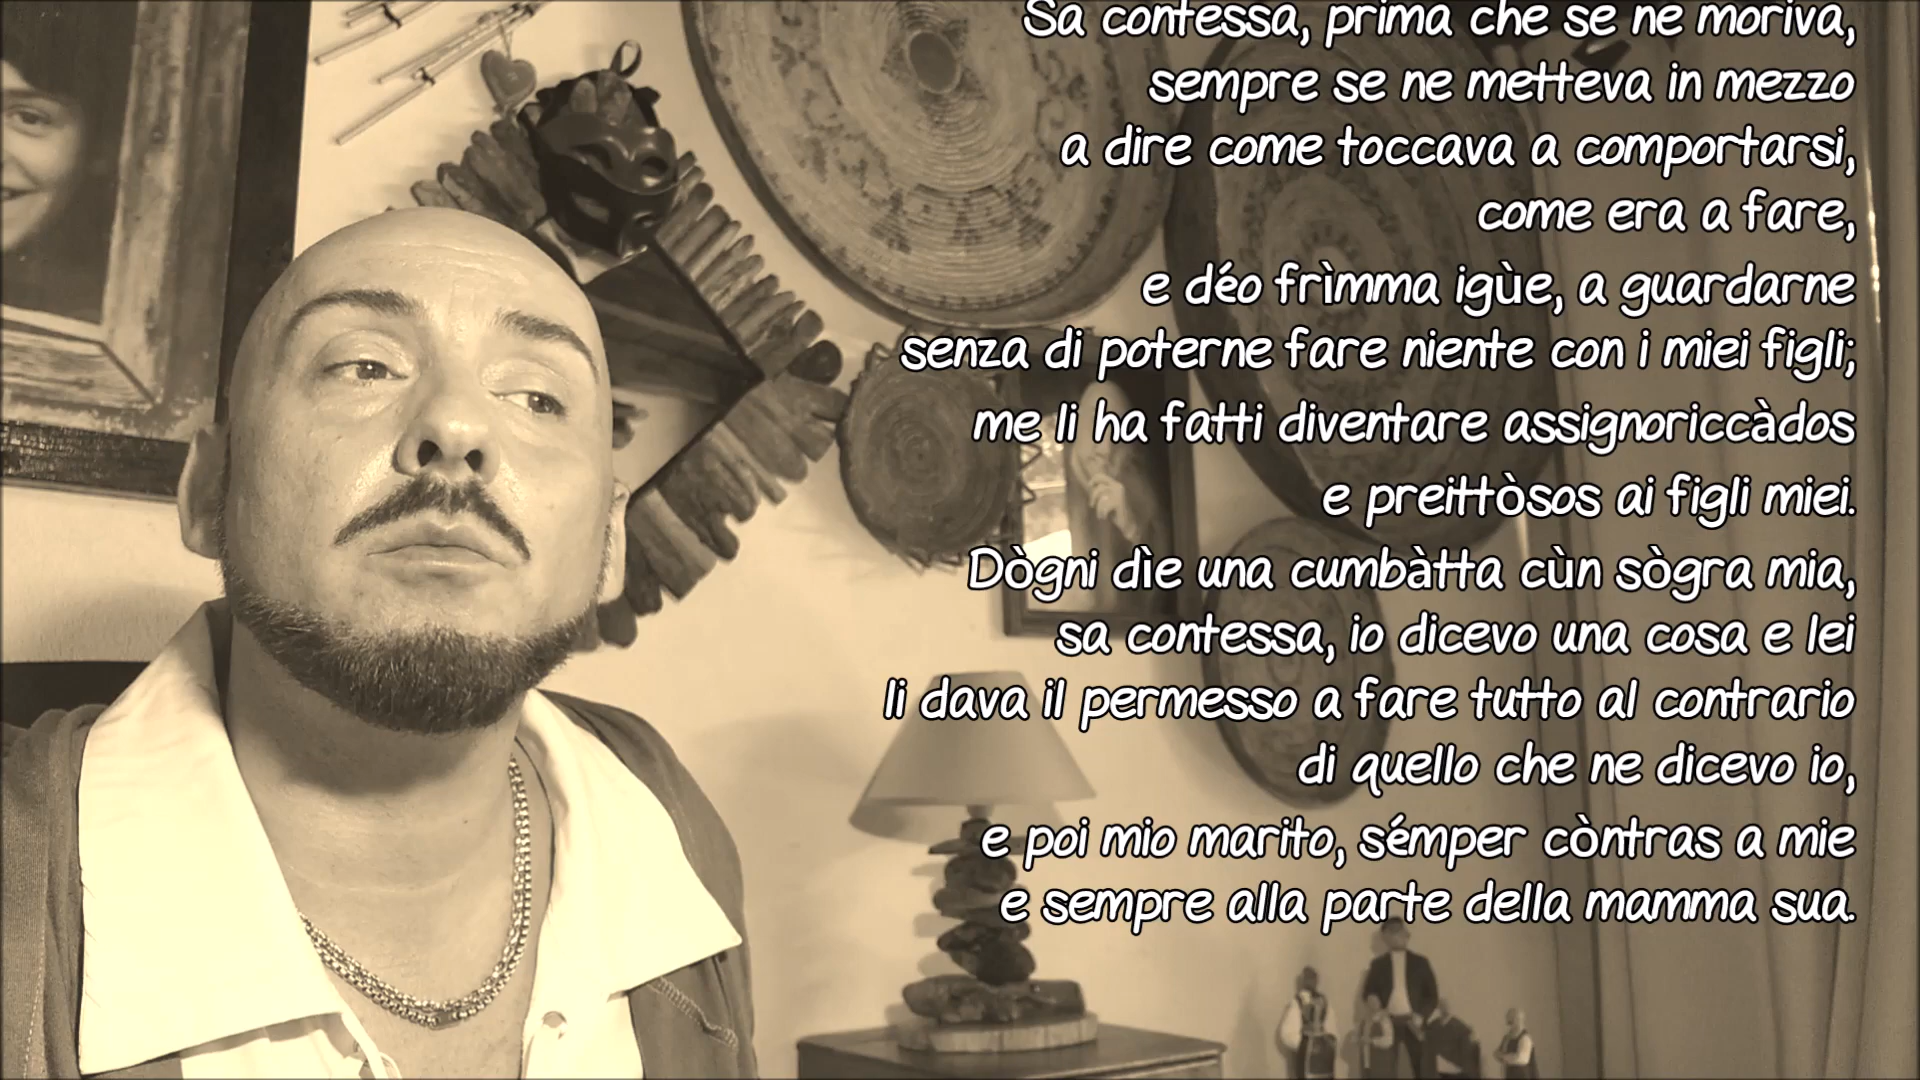 Sa contessa, prima che se ne moriva,
sempre se ne metteva in mezzo
a dire come toccava a comportarsi,
come era a fare,
e déo frìmma igùe, a guardarne
senza di poterne fare niente con i miei figli;
me li ha fatti diventare assignoriccàdos
e preittòsos ai figli miei.
Dògni dìe una cumbàtta cùn sògra mia,
sa contessa, io dicevo una cosa e lei
li dava il permesso a fare tutto al contrario
di quello che ne dicevo io,
e poi mio marito, sémper còntras a mie
e sempre alla parte della mamma sua.